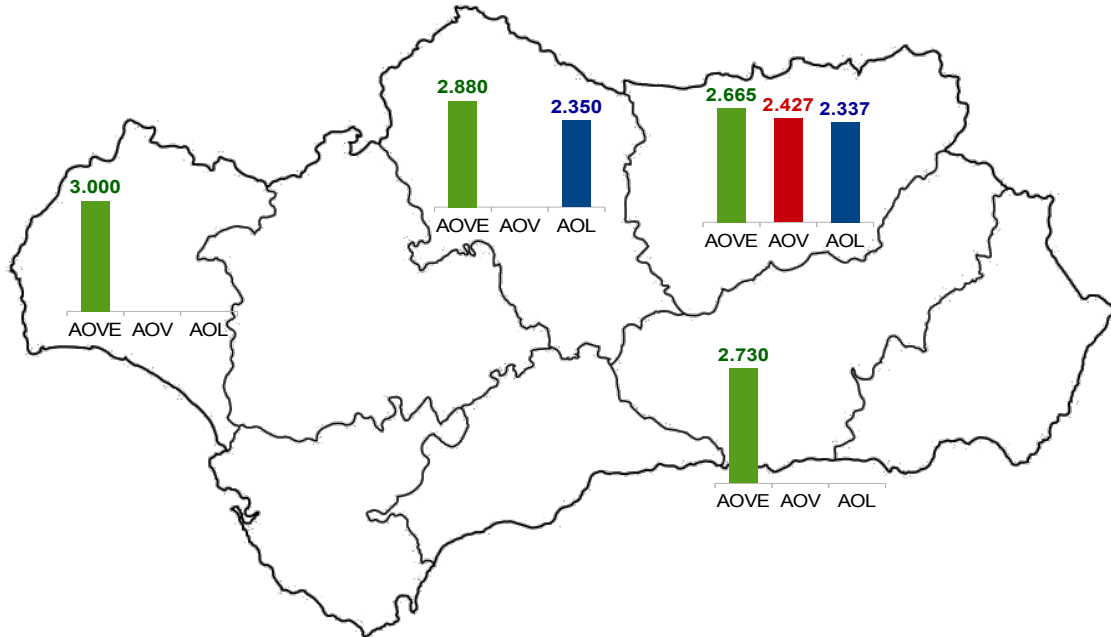 2.880
2.350
AOVE AOV AOL
2.665
2.427
2.337
AOVE AOV AOL
3.000
AOVE AOV AOL
2.730
AOVE AOV AOL